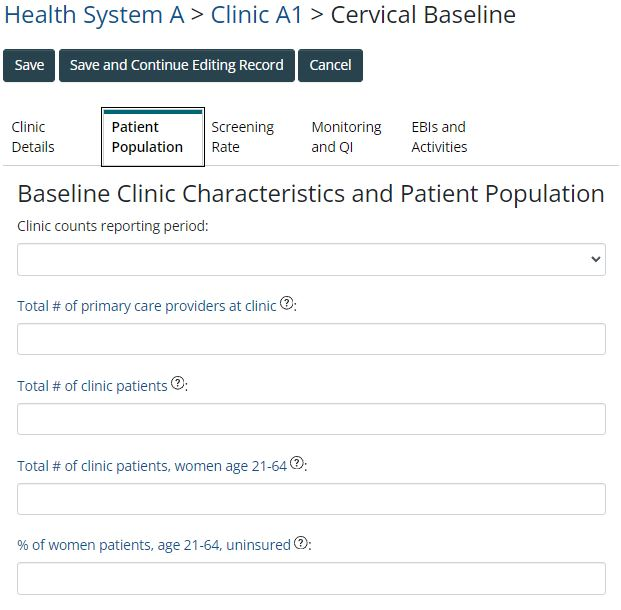 Health System A > Clinic A1 > Cervical Baseline
Save Save and Continue Editing Record Cancel
Clinic Details Patient Population Screening Rate Monitoring and QI EBIs and Activities
Baseline Clinic Characteristics and Patient Population
Clinic counts reporting period:
Total # of primary care providers at clinic ?:
Total # of clinic patients ?:
Total # of clinic patients, women age 21-64 ?:
% of women patients, age 21-64, uninsured ?: